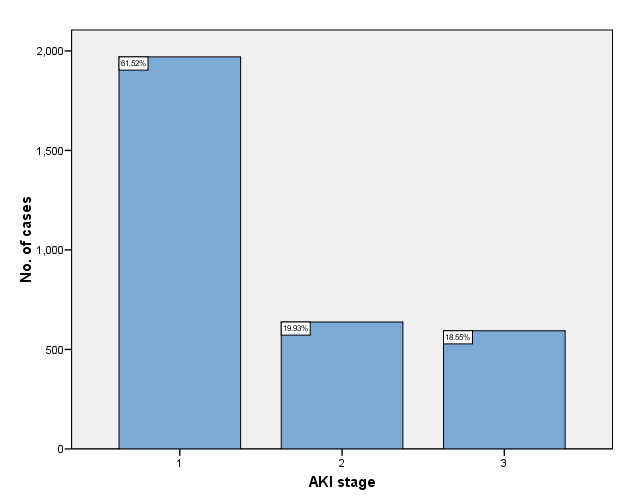 2,000
61.52%
1,500
No. of cases
1,000
500
19.93%
18.55%
0
1 2 3
AKI stage